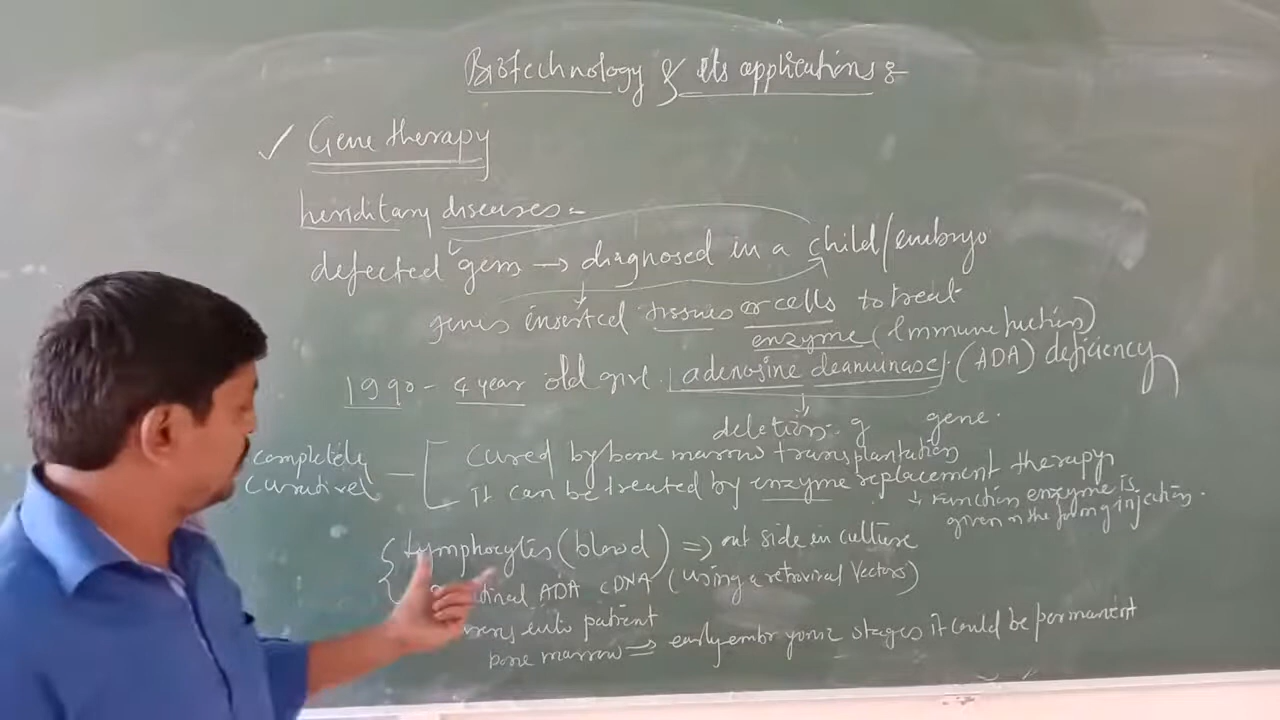 Biotechnology & its applications :-
✓ Gene therapy
heriditary diseases -
defected gens → diagnosed in a child/embryo
genes inserted tissues or cells to treat
enzyme (Immune function)
1990 - 4 year old girl. adenosine deaminase. (ADA) deficiency
deletion of gene.
completely curative
cured by bone marrow transplantation
It can be treated by enzyme replacement therapy
↓ Function enzyme is
given in the form of injection.
Lymphocytes (blood) ⇒ out side in culture
ADA cDNA (using a retroviral vectors)
into patient
bone marrow ⇒ early embryonic stages it could be permanent